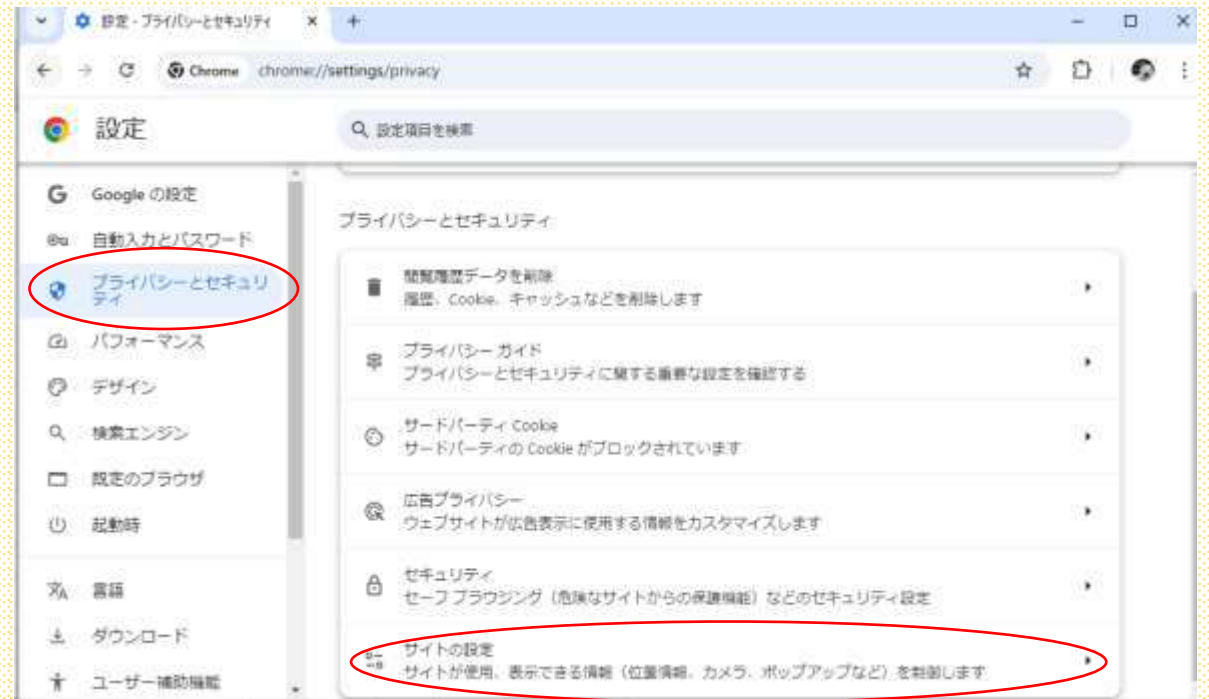 設定 - プライバシーとセキュリティ
Chrome chrome://settings/privacy
設定
設定項目を検索
Google の設定
自動入力とパスワード
プライバシーとセキュリ
ティ
パフォーマンス
デザイン
検索エンジン
既定のブラウザ
起動時
言語
ダウンロード
ユーザー補助機能
プライバシーとセキュリティ
閲覧履歴データを削除
履歴、Cookie、キャッシュなどを削除します
プライバシー ガイド
プライバシーとセキュリティに関する重要な設定を確認する
サードパーティ Cookie
サードパーティの Cookie がブロックされています
広告プライバシー
ウェブサイトが広告表示に使用する情報をカスタマイズします
セキュリティ
セーフ ブラウジング（危険なサイトからの保護機能）などのセキュリティ設定
サイトの設定
サイトが使用、表示できる情報（位置情報、カメラ、ポップアップなど）を制御します